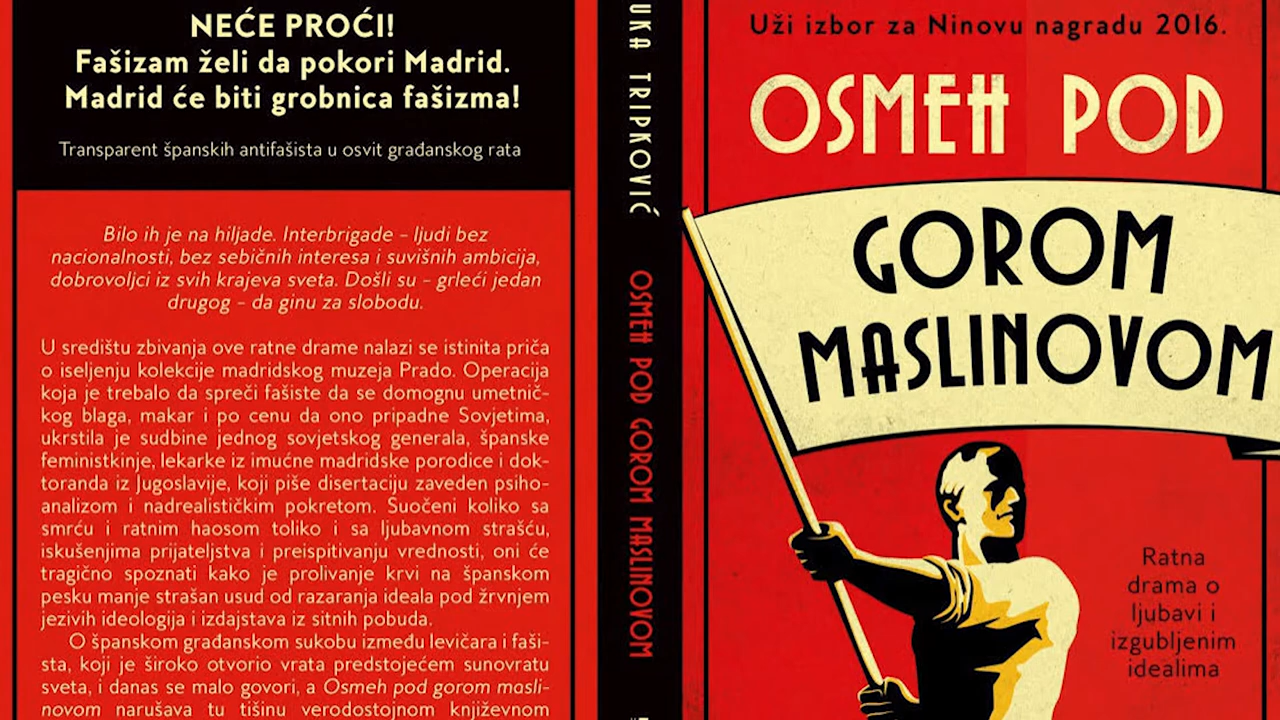 NEĆE PROĆI!
Fašizam želi da pokori Madrid.
Madrid će biti grobnica fašizma!
Transparent španskih antifašista u osvit građanskog rata
Bilo ih je na hiljade. Interbrigade – ljudi bez
nacionalnosti, bez sebičnih interesa i suvišnih ambicija,
dobrovoljci iz svih krajeva sveta. Došli su – grleći jedan
drugog – da ginu za slobodu.
U središtu zbivanja ove ratne drame nalazi se istinita priča
o iseljenju kolekcije madridskog muzeja Prado. Operacija
koja je trebalo da spreči fašiste da se domognu umetnič-
kog blaga, makar i po cenu da ono pripadne Sovjetima,
ukrstila je sudbine jednog sovjetskog generala, španske
feministkinje, lekarke iz imućne madridske porodice i dok-
toranda iz Jugoslavije, koji piše disertaciju zaveden psiho-
analizom i nadrealističkim pokretom. Suočeni koliko sa
smrću i ratnim haosom toliko i sa ljubavnom strašću,
iskušenjima prijateljstva i preispitivanju vrednosti, oni će
tragično spoznati kako je prolivanje krvi na španskom
pesku manje strašan usud od razaranja ideala pod žrvnjem
jezivih ideologija i izdajstava iz sitnih pobuda.
O španskom građanskom sukobu između levičara i faši-
sta, koji je široko otvorio vrata predstojećem sunovratu
sveta, i danas se malo govori, a Osmeh pod gorom masli-
novom narušava tu tišinu verodostojnom književnom
UKA TRIPKOVIĆ
OSMEH POD GOROM MASLINOVOM
Uži izbor za Ninovu nagradu 2016.
OSMEH POD
GOROM
MASLINOVOM
Ratna
drama o
ljubavi i
izgubljenim
idealima